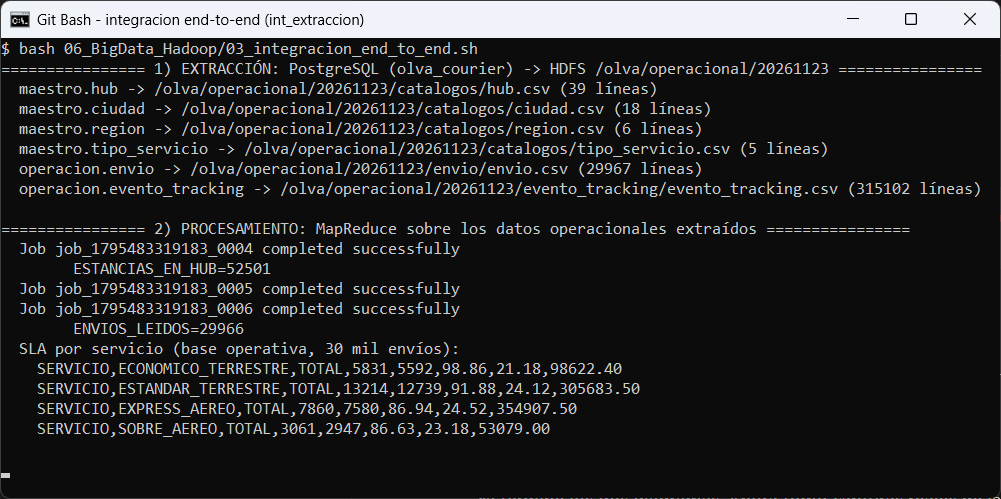 Git Bash - integracion end-to-end (int_extraccion)
$ bash 06_BigData_Hadoop/03_integracion_end_to_end.sh
================ 1) EXTRACCIÓN: PostgreSQL (olva_courier) -> HDFS /olva/operacional/20261123 ================
maestro.hub -> /olva/operacional/20261123/catalogos/hub.csv (39 líneas)
maestro.ciudad -> /olva/operacional/20261123/catalogos/ciudad.csv (18 líneas)
maestro.region -> /olva/operacional/20261123/catalogos/region.csv (6 líneas)
maestro.tipo_servicio -> /olva/operacional/20261123/catalogos/tipo_servicio.csv (5 líneas)
operacion.envio -> /olva/operacional/20261123/envio/envio.csv (29967 líneas)
operacion.evento_tracking -> /olva/operacional/20261123/evento_tracking/evento_tracking.csv (315102 líneas)
================ 2) PROCESAMIENTO: MapReduce sobre los datos operacionales extraídos ================
Job job_1795483319183_0004 completed successfully
ESTANCIAS_EN_HUB=52501
Job job_1795483319183_0005 completed successfully
Job job_1795483319183_0006 completed successfully
ENVIOS_LEIDOS=29966
SLA por servicio (base operativa, 30 mil envíos):
SERVICIO,ECONOMICO_TERRESTRE,TOTAL,5831,5592,98.86,21.18,98622.40
SERVICIO,ESTANDAR_TERRESTRE,TOTAL,13214,12739,91.88,24.12,305683.50
SERVICIO,EXPRESS_AEREO,TOTAL,7860,7580,86.94,24.52,354907.50
SERVICIO,SOBRE_AEREO,TOTAL,3061,2947,86.63,23.18,53079.00